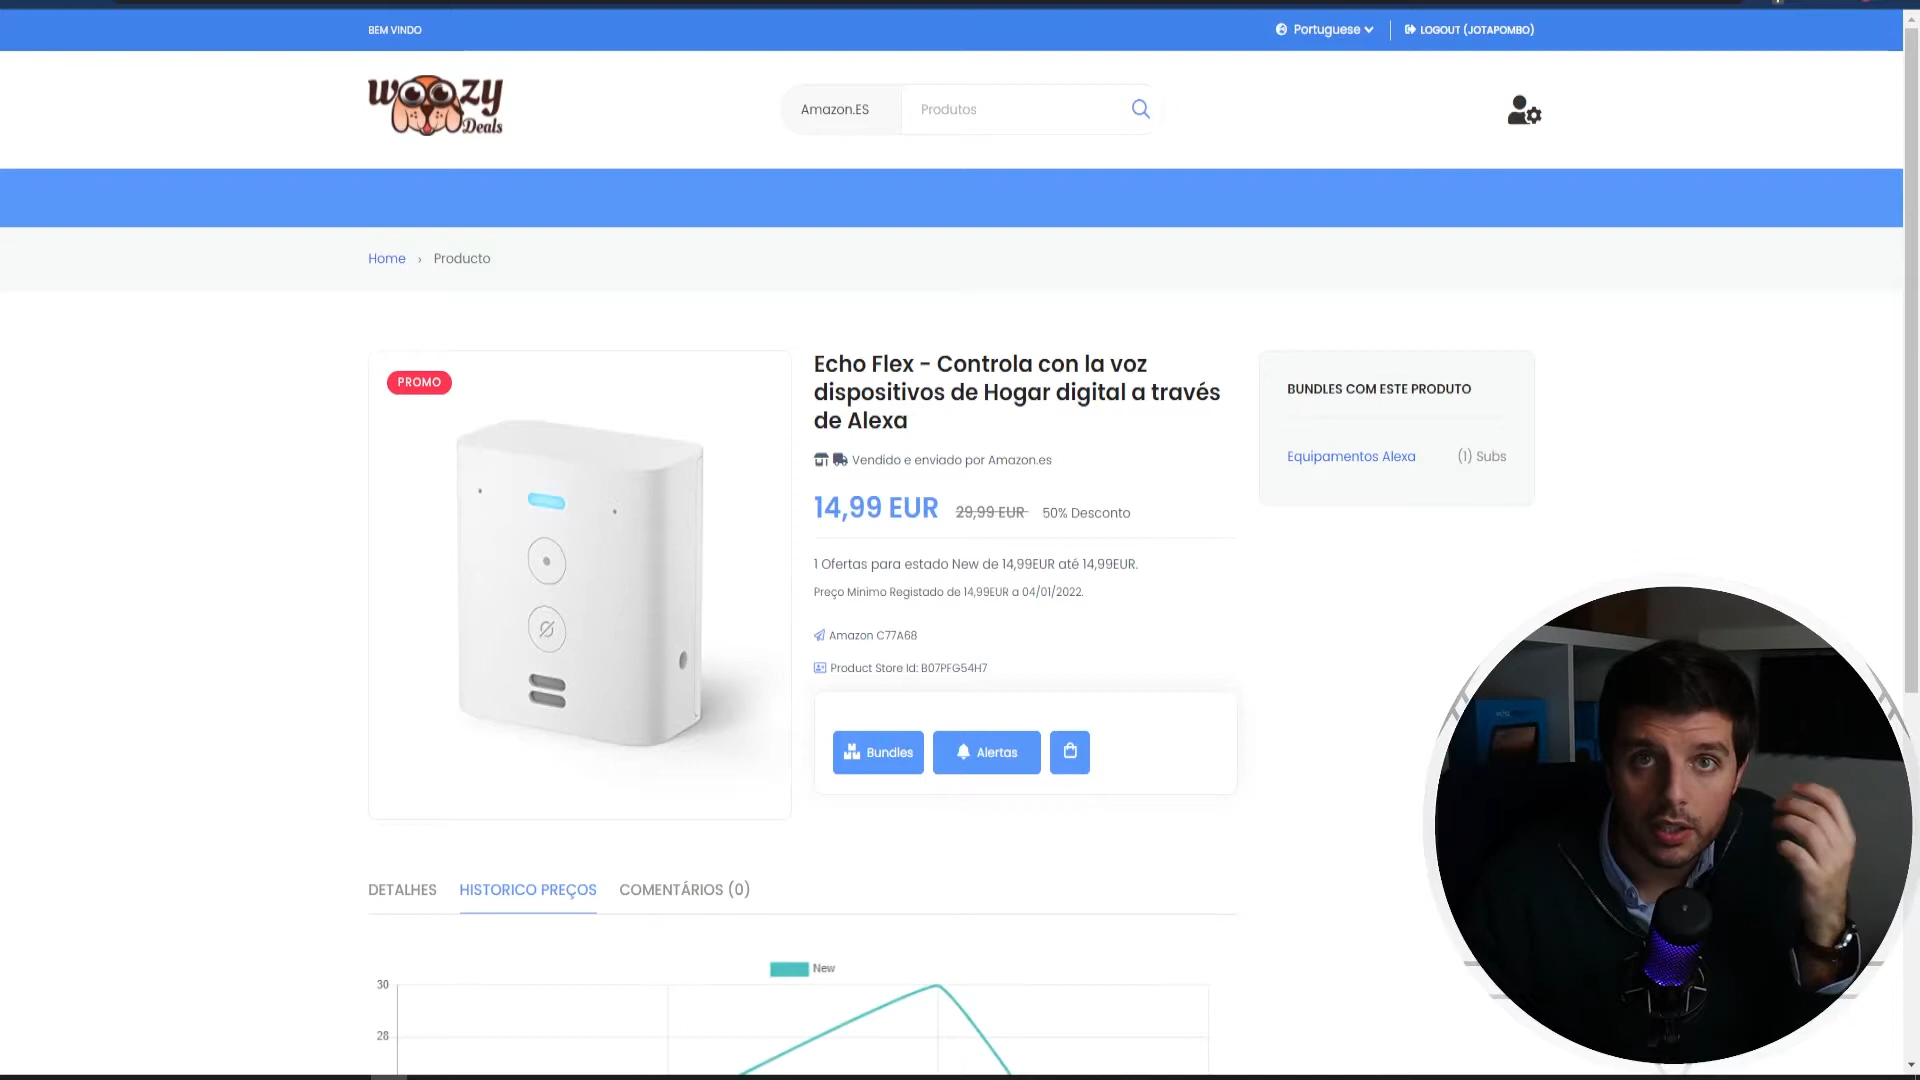 BEM VINDO
Portuguese
LOGOUT (JOTAPOMBO)
woozy
Deals
Amazon.ES
Produtos
Home › Producto
PROMO
Echo Flex - Controla con la voz
dispositivos de Hogar digital a través
de Alexa
Vendido e enviado por Amazon.es
14,99 EUR 29,99 EUR 50% Desconto
1 Ofertas para estado New de 14,99EUR até 14,99EUR.
Preço Minimo Registado de 14,99EUR a 04/01/2022.
Amazon C77A68
Product Store Id: B07PFG54H7
Bundles
Alertas
BUNDLES COM ESTE PRODUTO
Equipamentos Alexa (1) Subs
DETALHES HISTORICO PREÇOS COMENTÁRIOS (0)
New
30
28